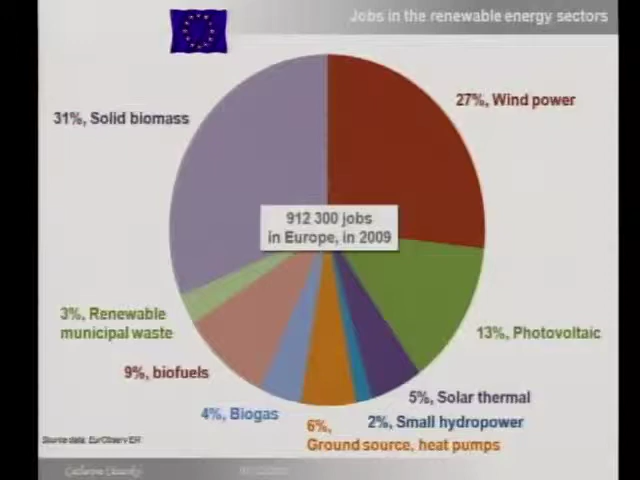 Jobs in the renewable energy sectors
31%, Solid biomass
27%, Wind power
912 300 jobs
in Europe, in 2009
3%, Renewable
municipal waste
13%, Photovoltaic
9%, biofuels
5%, Solar thermal
4%, Biogas
2%, Small hydropower
6%,
Ground source, heat pumps
Source data, EurObserv'ER